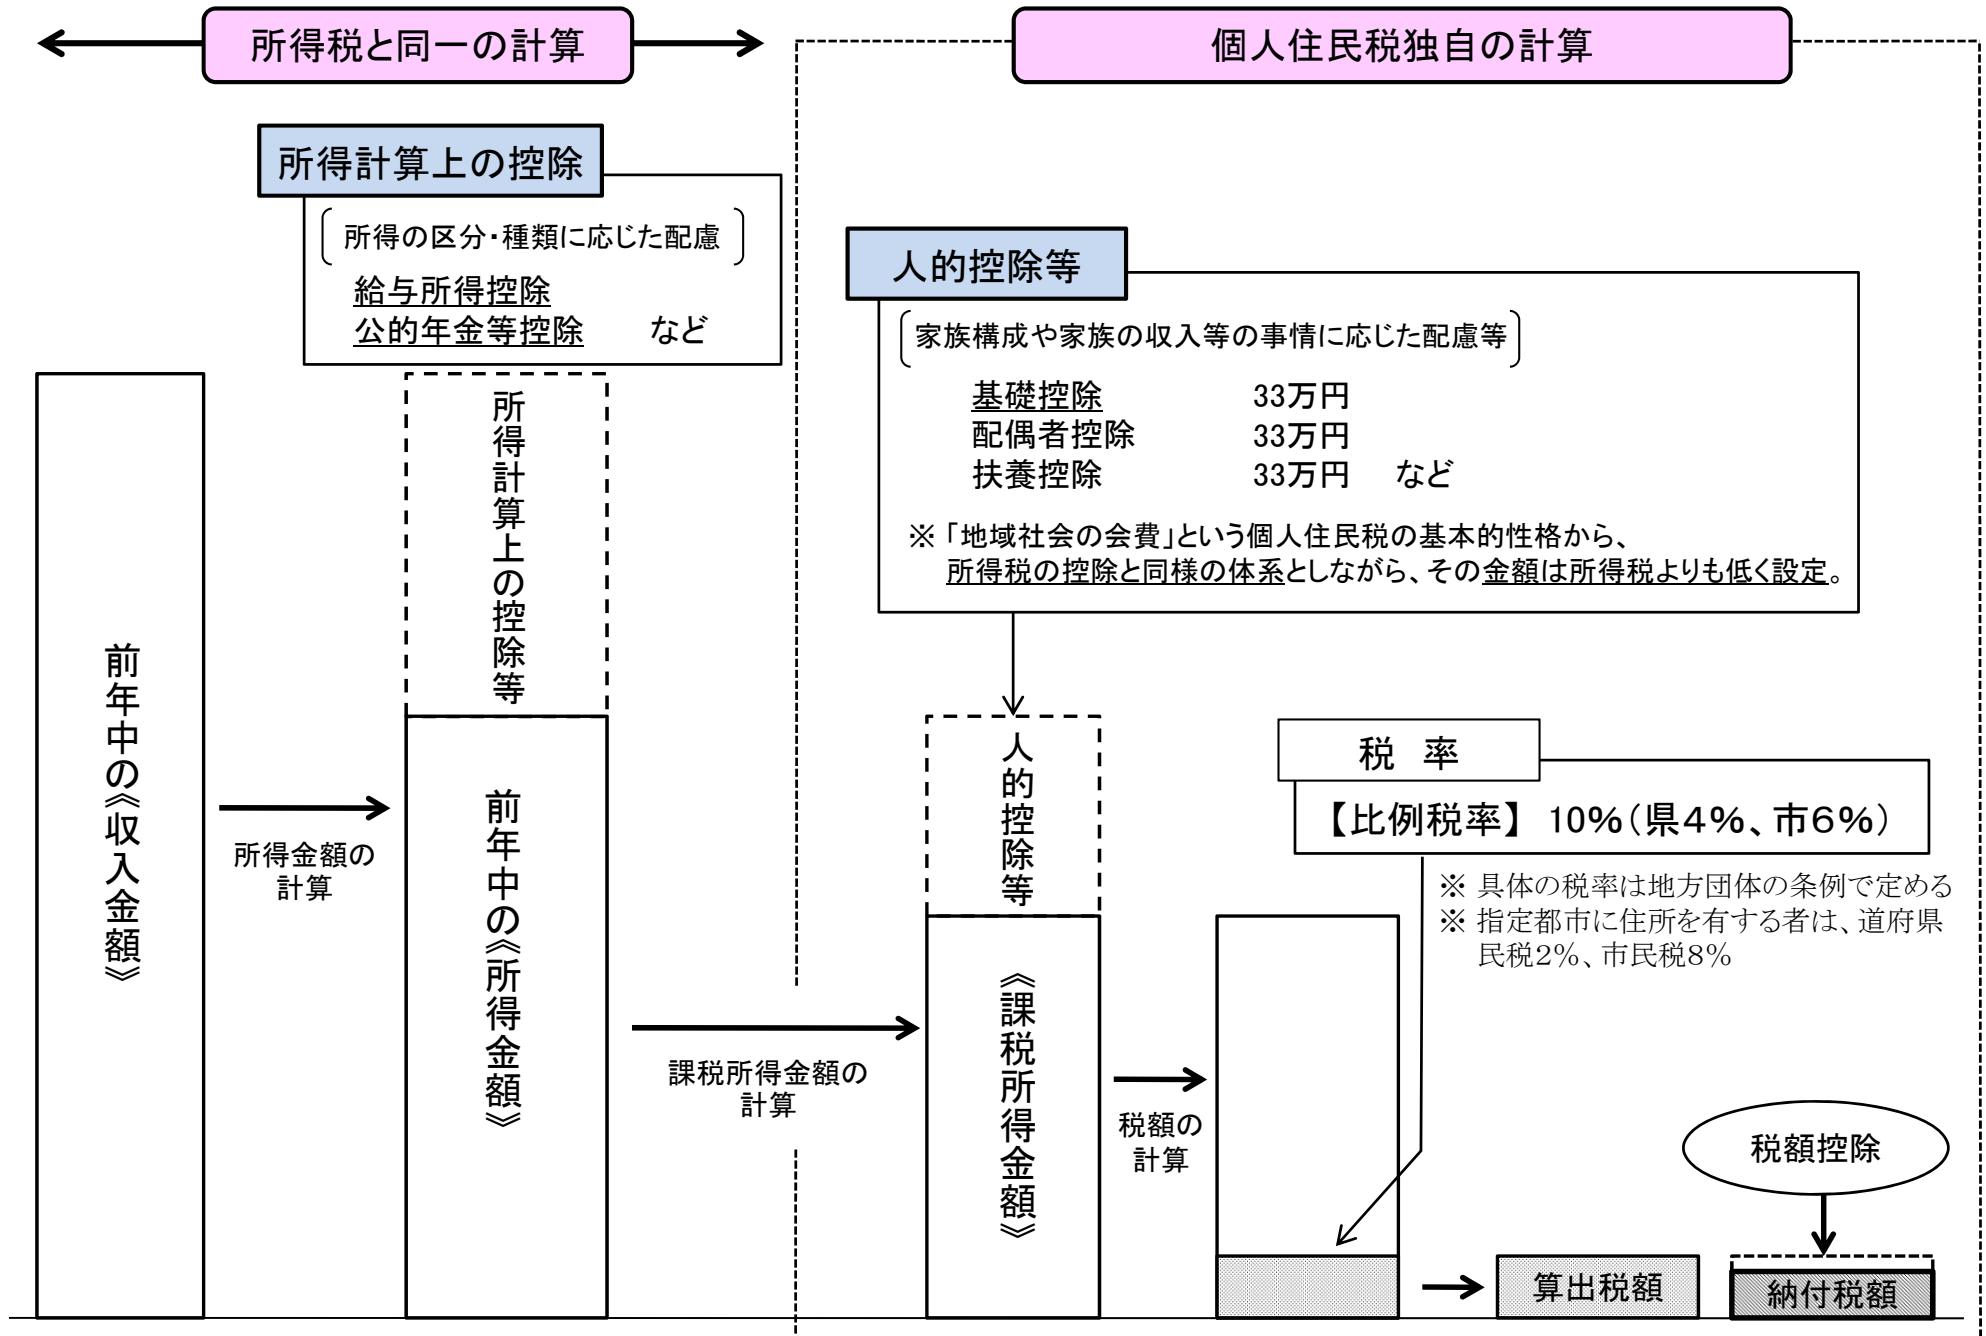 所得税と同一の計算
個人住民税独自の計算
所得計算上の控除
所得の区分・種類に応じた配慮
給与所得控除
公的年金等控除 など
人的控除等
家族構成や家族の収入等の事情に応じた配慮等
基礎控除 33万円
配偶者控除 33万円
扶養控除 33万円 など
※「地域社会の会費」という個人住民税の基本的性格から、
所得税の控除と同様の体系としながら、その金額は所得税よりも低く設定。
前年中の《収入金額》
所得金額の
計算
所得計算上の控除等
前年中の《所得金額》
課税所得金額の
計算
人的控除等
《課税所得金額》
税額の
計算
税 率
【比例税率】 10%(県4%、市6%)
※ 具体の税率は地方団体の条例で定める
※ 指定都市に住所を有する者は、道府県
民税2%、市民税8%
税額控除
算出税額
納付税額